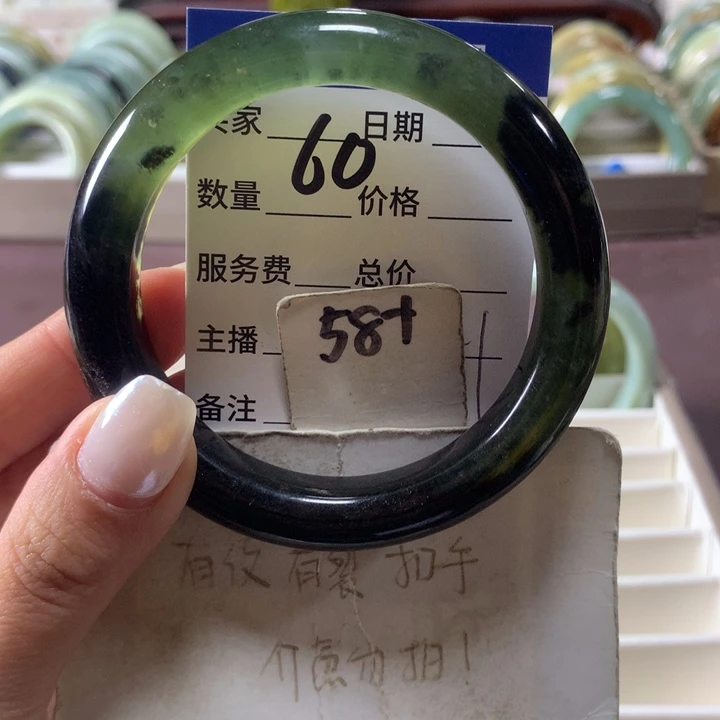 家 日期
60
数量 价格
服务费 总价
58+
主播
备注
有纹 有裂 扣手
介意勿拍！